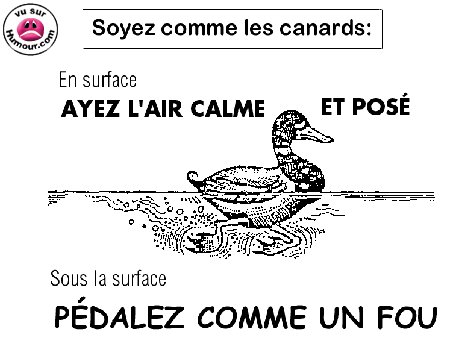 vu sur
Humour.com
Soyez comme les canards:
En surface
AYEZ L'AIR CALME ET POSÉ
Sous la surface
PÉDALEZ COMME UN FOU